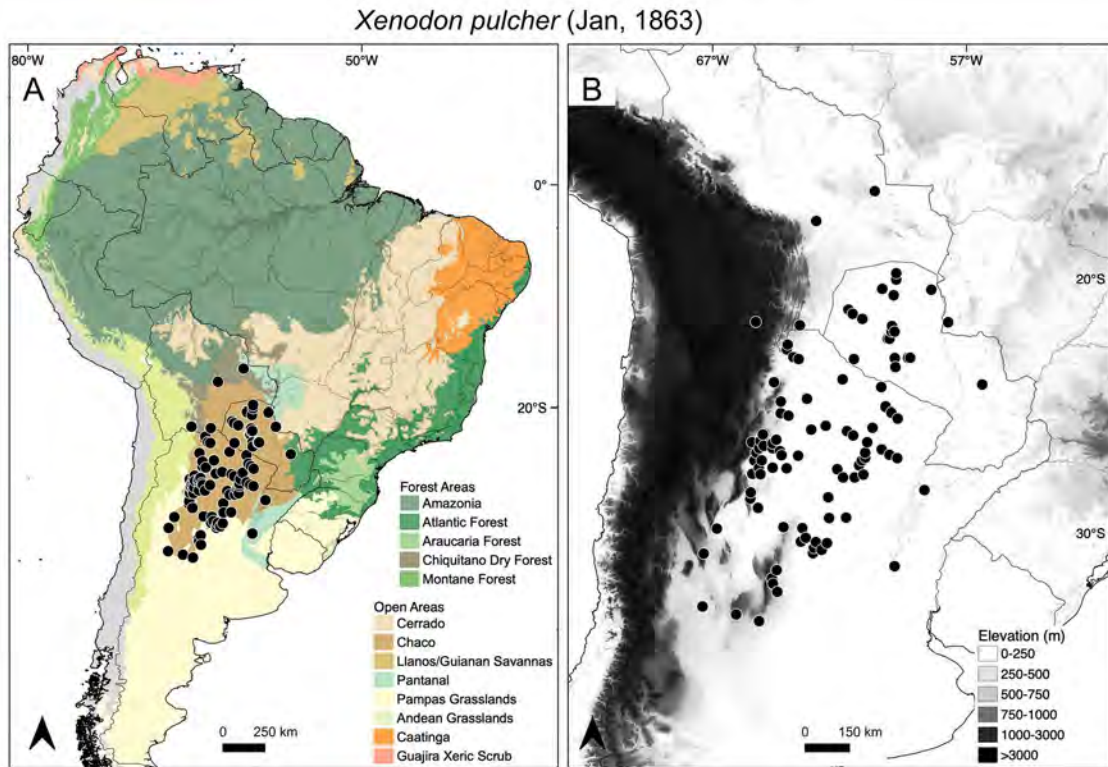 Xenodon pulcher (Jan, 1863)
A
80°W
50°W
0°
20°S
Forest Areas
Amazonia
Atlantic Forest
Araucaria Forest
Chiquitano Dry Forest
Montane Forest
Open Areas
Cerrado
Chaco
Llanos/Guianan Savannas
Pantanal
Pampas Grasslands
Andean Grasslands
Caatinga
Guajira Xeric Scrub
0 250 km
B
67°W
57°W
20°S
30°S
Elevation (m)
0-250
250-500
500-750
750-1000
1000-3000
>3000
0 150 km